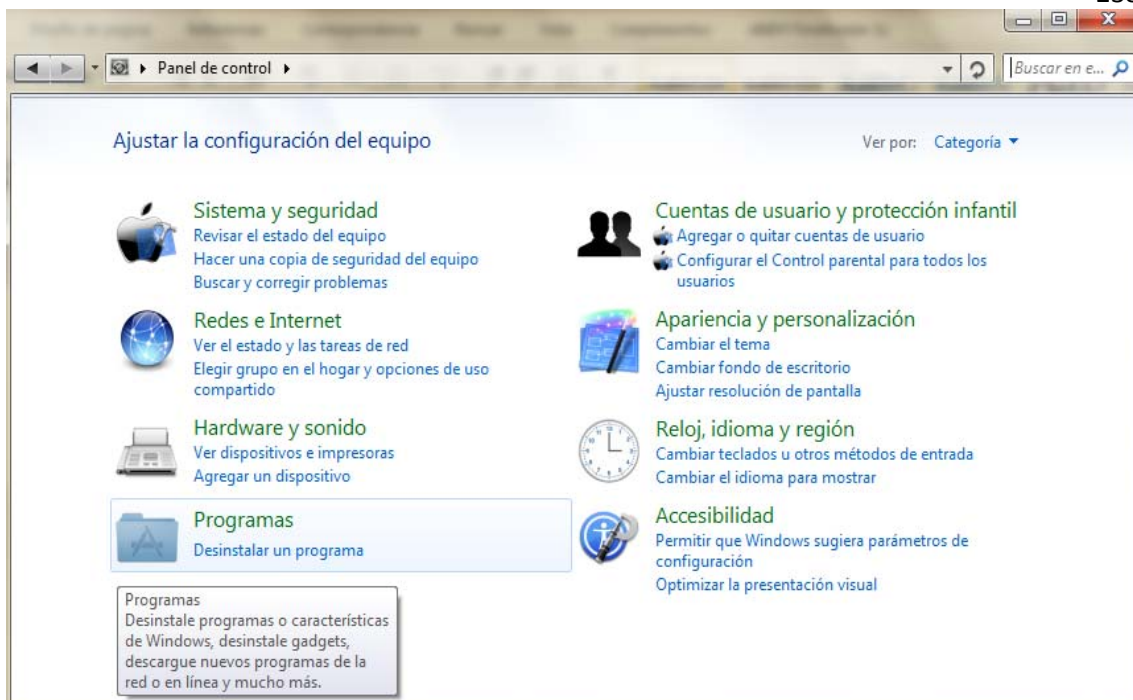 Panel de control
Buscar en e...
Ajustar la configuración del equipo
Ver por: Categoría
Sistema y seguridad
Revisar el estado del equipo
Hacer una copia de seguridad del equipo
Buscar y corregir problemas
Redes e Internet
Ver el estado y las tareas de red
Elegir grupo en el hogar y opciones de uso
compartido
Hardware y sonido
Ver dispositivos e impresoras
Agregar un dispositivo
Programas
Desinstalar un programa
Programas
Desinstale programas o características
de Windows, desinstale gadgets,
descargue nuevos programas de la
red o en línea y mucho más.
Cuentas de usuario y protección infantil
Agregar o quitar cuentas de usuario
Configurar el Control parental para todos los
usuarios
Apariencia y personalización
Cambiar el tema
Cambiar fondo de escritorio
Ajustar resolución de pantalla
Reloj, idioma y región
Cambiar teclados u otros métodos de entrada
Cambiar el idioma para mostrar
Accesibilidad
Permitir que Windows sugiera parámetros de
configuración
Optimizar la presentación visual